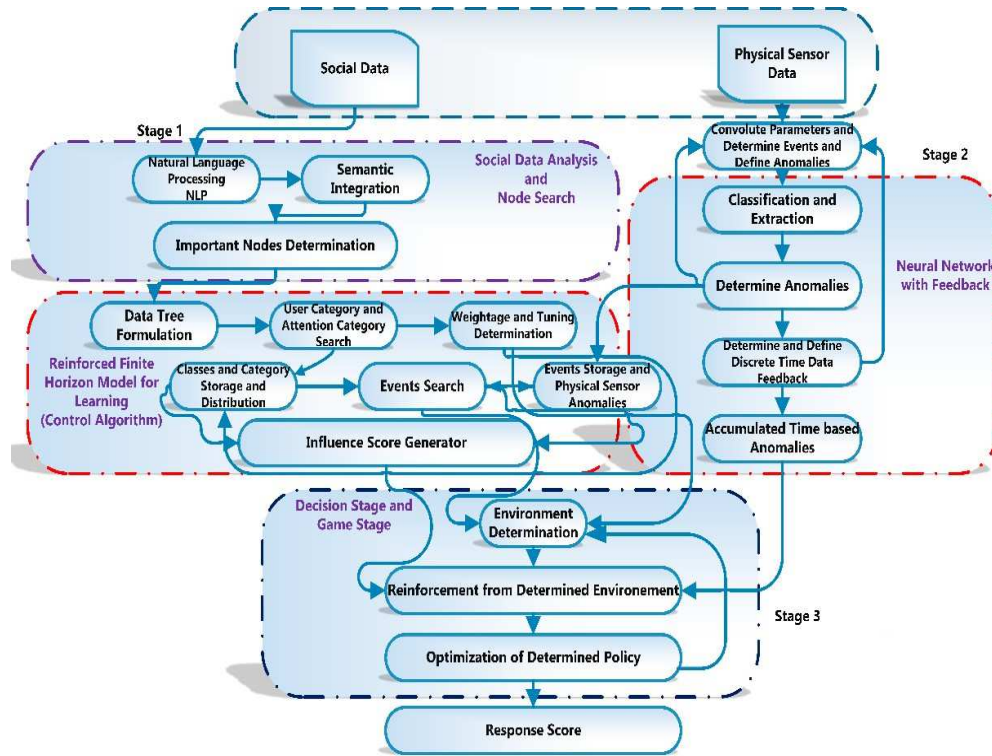 Social Data
Physical Sensor
Data
Stage 1
Natural Language
Processing
NLP
Semantic
Integration
Social Data Analysis
and
Node Search
Important Nodes Determination
Convolute Parameters and
Determine Events and
Define Anomalies
Stage 2
Classification and
Extraction
Determine Anomalies
Neural Network
with Feedback
Determine and Define
Discrete Time Data
Feedback
Accumulated Time based
Anomalies
Data Tree
Formulation
User Category and
Attention Category
Search
Weightage and Tuning
Determination
Reinforced Finite
Horizon Model for
Learning
(Control Algorithm)
Classes and Category
Storage and
Distribution
Events Search
Events Storage and
Physical Sensor
Anomalies
Influence Score Generator
Decision Stage and
Game Stage
Environment
Determination
Reinforcement from Determined Environement
Stage 3
Optimization of Determined Policy
Response Score